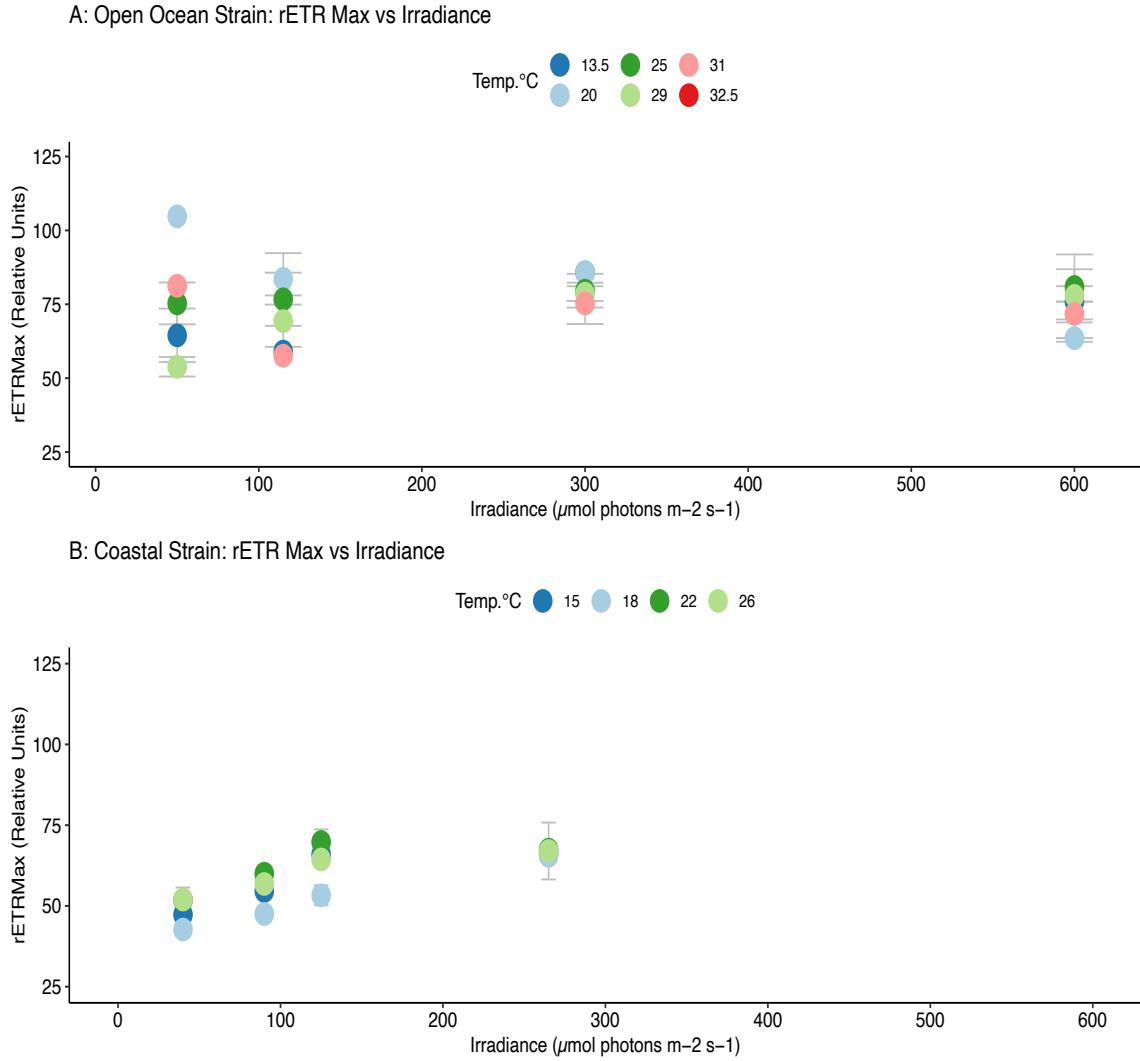 A: Open Ocean Strain: rETR Max vs Irradiance
Temp.°C
13.5 25 31
20 29 32.5
rETRMax (Relative Units)
125
100
75
50
25
0 100 200 300 400 500 600
Irradiance (μmol photons m−2 s−1)
B: Coastal Strain: rETR Max vs Irradiance
Temp.°C 15 18 22 26
rETRMax (Relative Units)
125
100
75
50
25
0 100 200 300 400 500 600
Irradiance (μmol photons m−2 s−1)